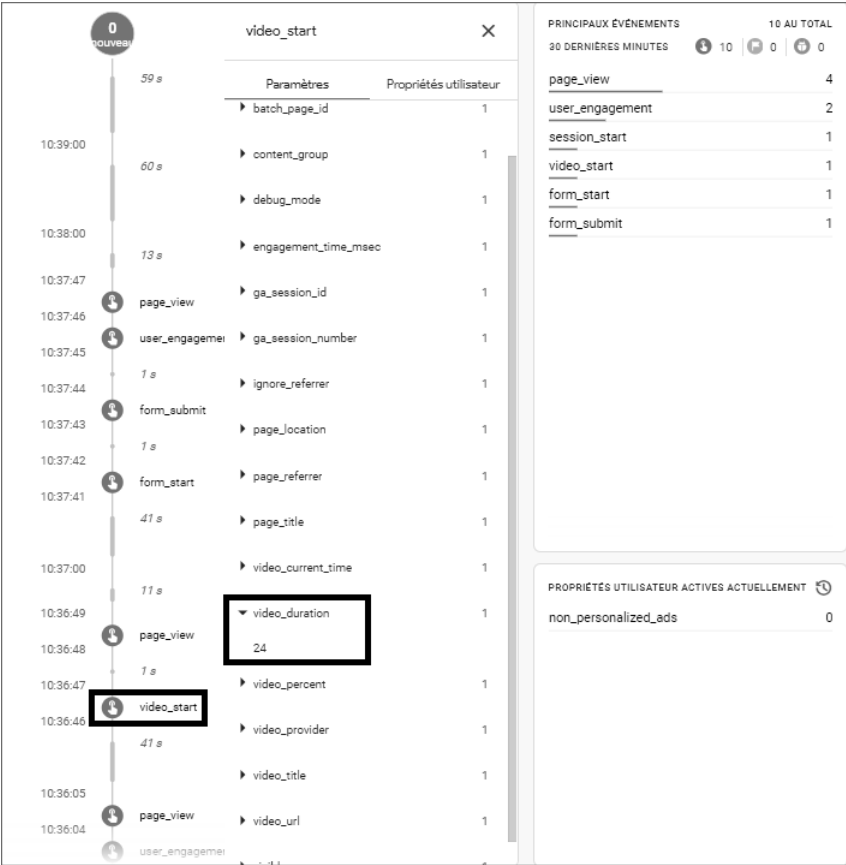 0
nouveau
59 s
10:39:00
60 s
10:38:00
13 s
10:37:47
page_view
10:37:46
user_engagemen
10:37:45
1 s
10:37:44
form_submit
10:37:43
1 s
10:37:42
form_start
10:37:41
41 s
10:37:00
11 s
10:36:49
page_view
10:36:48
1 s
10:36:47
video_start
10:36:46
41 s
10:36:05
page_view
10:36:04
user_engagemen
video_start
Paramètres Propriétés utilisateur
batch_page_id 1
content_group 1
debug_mode 1
engagement_time_msec 1
ga_session_id 1
ga_session_number 1
ignore_referrer 1
page_location 1
page_referrer 1
page_title 1
video_current_time 1
video_duration 1
24
video_percent 1
video_provider 1
video_title 1
video_url 1
PRINCIPAUX ÉVÉNEMENTS 10 AU TOTAL
30 DERNIÈRES MINUTES 10 0 0
page_view 4
user_engagement 2
session_start 1
video_start 1
form_start 1
form_submit 1
PROPRIÉTÉS UTILISATEUR ACTIVES ACTUELLEMENT
non_personalized_ads 0